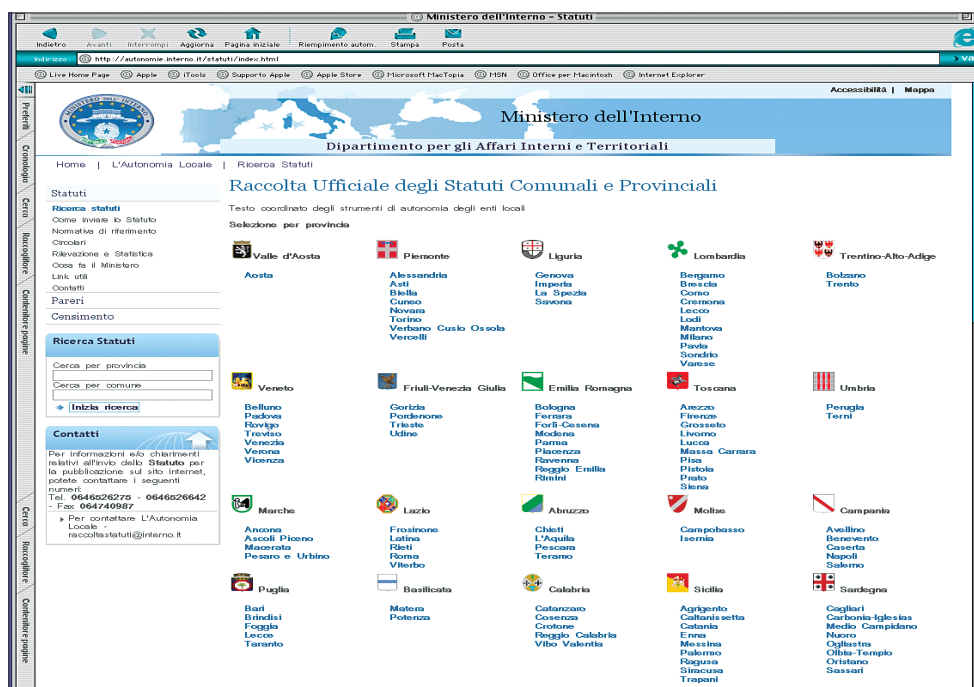 Ministero dell'Interno - Statuti
Indietro Avanti Interrompi Aggiorna Pagina iniziale Riempimento autom. Stampa Posta
Indirizzo: http://autonomie.interno.it/statuti/index.html
Live Home Page Apple iTools Supporto Apple Apple Store Microsoft MacTopia MSN Office per Macintosh Internet Explorer
Preferiti
Cronologia
Cerca
Raccoglitore
Contenitore pagine
Cerca
Raccoglitore
Contenitore pagine
Accessibilità | Mappa
MINISTERO DELL'INTERNO
Ministero dell'Interno
Dipartimento per gli Affari Interni e Territoriali
Home | L'Autonomia Locale | Ricerca Statuti
Statuti
Ricerca statuti
Come inviare lo Statuto
Normativa di riferimento
Circolari
Rilevazione e Statistica
Cosa fa il Ministero
Link utili
Contatti
Pareri
Censimento
Ricerca Statuti
Cerca per provincia
Cerca per comune
Inizia ricerca
Contatti
Per informazioni e/o chiarimenti
relativi all'invio dello Statuto per
la pubblicazione sul sito Internet,
potete contattare i seguenti
numeri:
Tel. 0646526275 - 0646526642
- Fax 064740987
Per contattare L'Autonomia
Locale -
raccoltastatuti@interno.it
Raccolta Ufficiale degli Statuti Comunali e Provinciali
Testo coordinato degli strumenti di autonomia degli enti locali
Selezione per provincia
Valle d'Aosta
Aosta
Piemonte
Alessandria
Asti
Biella
Cuneo
Novara
Torino
Verbano Cusio Ossola
Vercelli
Liguria
Genova
Imperia
La Spezia
Savona
Lombardia
Bergamo
Brescia
Como
Cremona
Lecco
Lodi
Mantova
Milano
Pavia
Sondrio
Varese
Trentino-Alto-Adige
Bolzano
Trento
Veneto
Belluno
Padova
Rovigo
Treviso
Venezia
Verona
Vicenza
Friuli-Venezia Giulia
Gorizia
Pordenone
Trieste
Udine
Emilia Romagna
Bologna
Ferrara
Forlì-Cesena
Modena
Parma
Piacenza
Ravenna
Reggio Emilia
Rimini
Toscana
Arezzo
Firenze
Grosseto
Livorno
Lucca
Massa Carrara
Pisa
Pistoia
Prato
Siena
Umbria
Perugia
Terni
Marche
Ancona
Ascoli Piceno
Macerata
Pesaro e Urbino
Lazio
Frosinone
Latina
Rieti
Roma
Viterbo
Abruzzo
Chieti
L'Aquila
Pescara
Teramo
Molise
Campobasso
Isernia
Campania
Avellino
Benevento
Caserta
Napoli
Salerno
Puglia
Bari
Brindisi
Foggia
Lecce
Taranto
Basilicata
Matera
Potenza
Calabria
Catanzaro
Cosenza
Crotone
Reggio Calabria
Vibo Valentia
Sicilia
Agrigento
Caltanissetta
Catania
Enna
Messina
Palermo
Ragusa
Siracusa
Trapani
Sardegna
Cagliari
Carbonia-Iglesias
Medio Campidano
Nuoro
Ogliastra
Olbia-Tempio
Oristano
Sassari